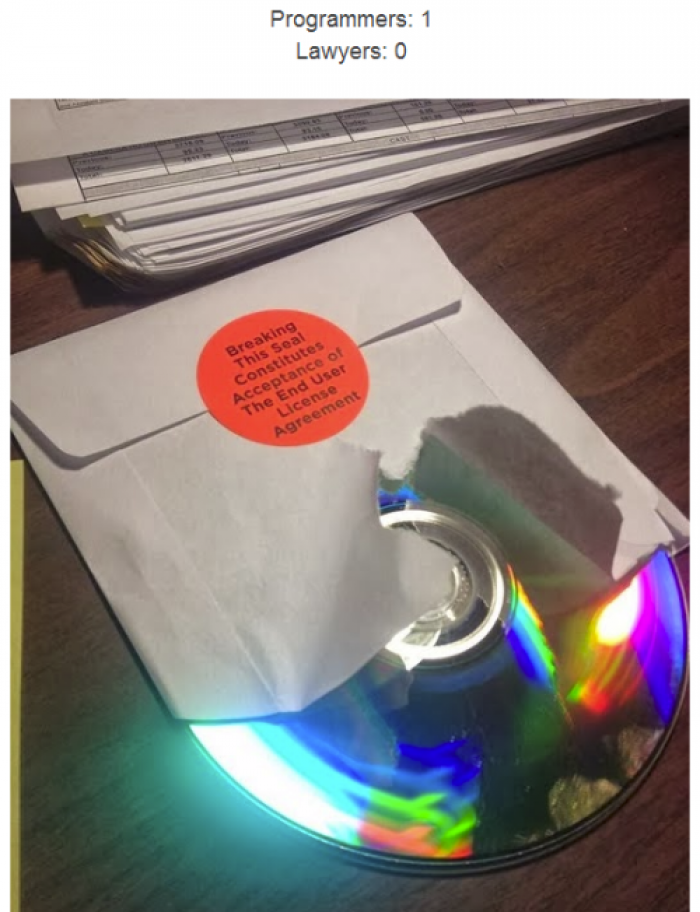 Programmers: 1
Lawyers: 0
Breaking
This Seal
Constitutes
Acceptance of
The End User
License
Agreement